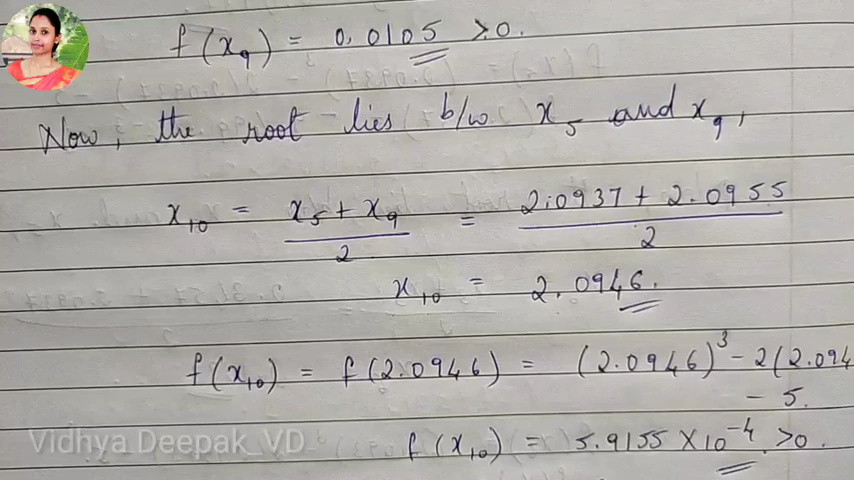 f(x₉) = 0.0105 >0.
Now, the root lies b/w x₅ and x₉,
x₁₀ = x₅ + x₉ / 2 = 2.0937 + 2.0955 / 2
x₁₀ = 2.0946.
f(x₁₀) = f(2.0946) = (2.0946)³ - 2(2.094
- 5.
Vidhya Deepak_VD
f(x₁₀) = 5.9155 X 10⁻⁴ >0.